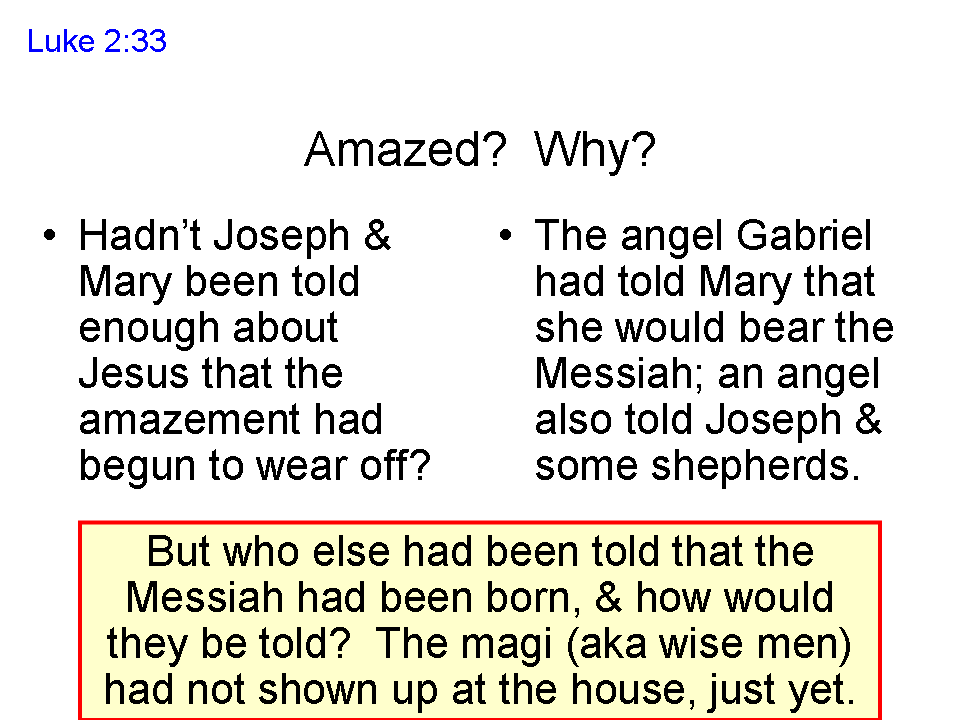 Luke 2:33
Amazed?  Why?
• Hadn’t Joseph &
Mary been told
enough about
Jesus that the
amazement had
begun to wear off?
• The angel Gabriel
had told Mary that
she would bear the
Messiah; an angel
also told Joseph &
some shepherds.
But who else had been told that the
Messiah had been born, & how would
they be told?  The magi (aka wise men)
had not shown up at the house, just yet.